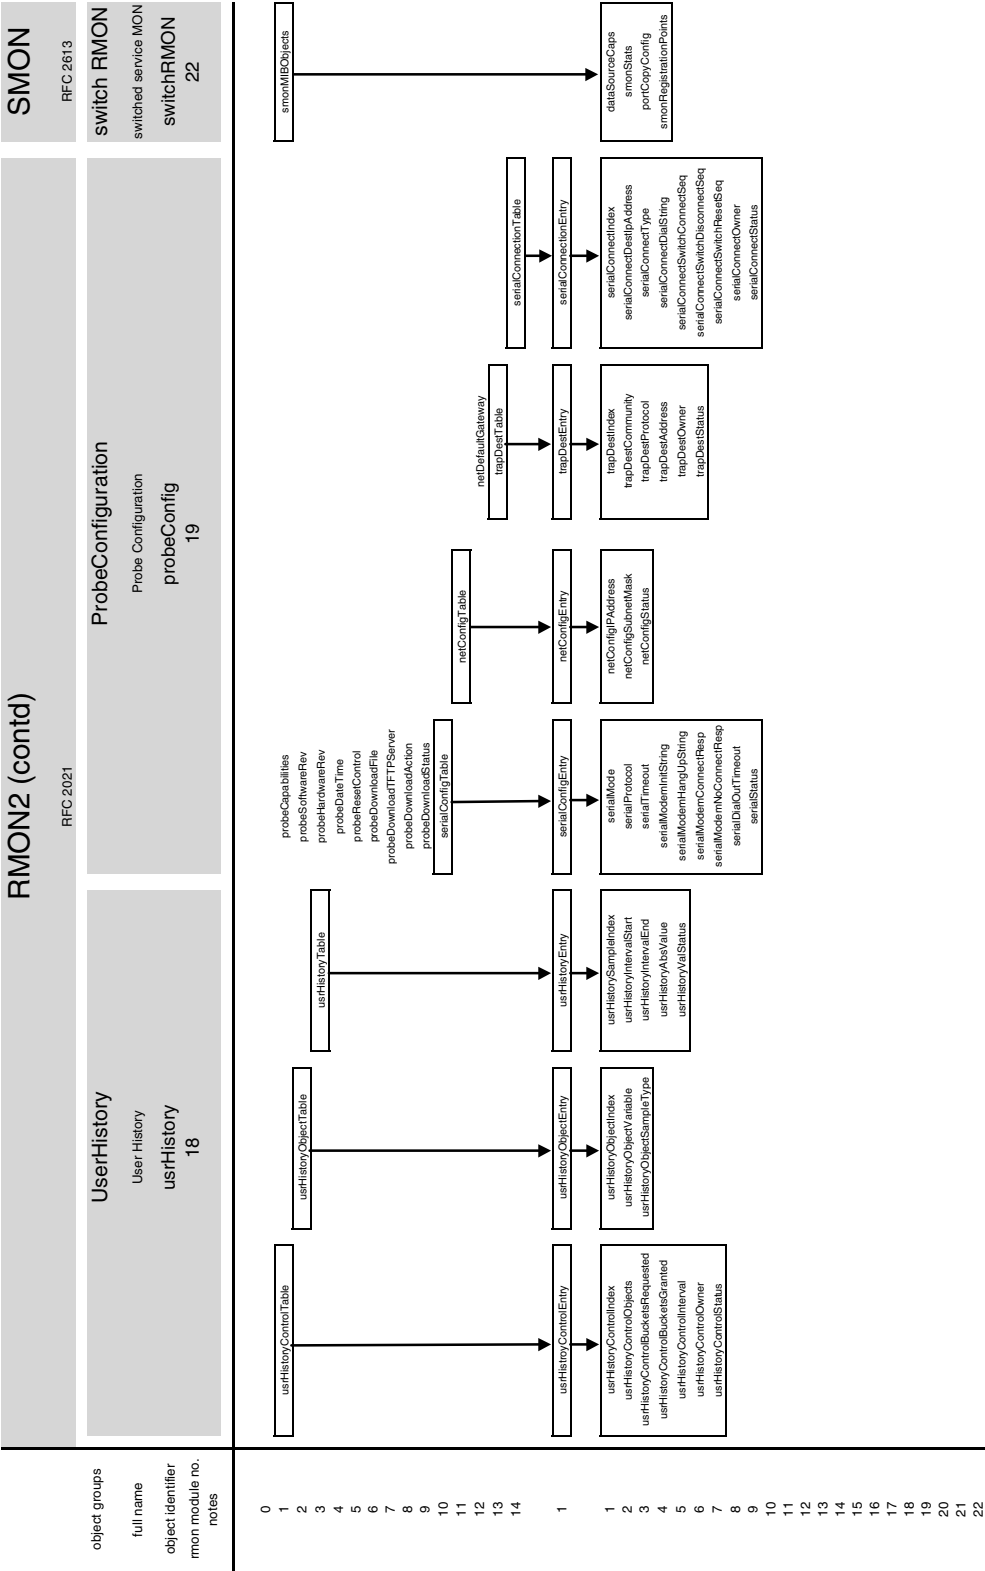 RMON2 (contd)
RFC 2021
SMON
RFC 2613
object groups
full name
object identifier
rmon module no.
notes
UserHistory
User History
usrHistory
18
ProbeConfiguration
Probe Configuration
probeConfig
19
switch RMON
switched service MON
switchRMON
22
0
1
2
3
4
5
6
7
8
9
10
11
12
13
14
1
1
2
3
4
5
6
7
8
9
10
11
12
13
14
15
16
17
18
19
20
21
22
usrHistoryControlTable
usrHistroyControlEntry
usrHistoryControlIndex
usrHistoryControlObjects
usrHistoryControlBucketsRequested
usrHistoryControlBucketsGranted
usrHistoryControlInterval
usrHistoryControlOwner
usrHistoryControlStatus
usrHistoryObjectTable
usrHistoryObjectEntry
usrHistoryObjectIndex
usrHistoryObjectVariable
usrHistoryObjectSampleType
usrHistoryTable
usrHistoryEntry
usrHistorySampleIndex
usrHistoryIntervalStart
usrHistoryIntervalEnd
usrHistoryAbsValue
usrHistoryValStatus
probeCapabilities
probeSoftwareRev
probeHardwareRev
probeDateTime
probeResetControl
probeDownloadFile
probeDownloadTFTPServer
probeDownloadAction
probeDownloadStatus
serialConfigTable
serialConfigEntry
serialMode
serialProtocol
serialTimeout
serialModemInitString
serialModemHangUpString
serialModemConnectResp
serialModemNoConnectResp
serialDialOutTimeout
serialStatus
netConfigTable
netConfigEntry
netConfigIPAddress
netConfigSubnetMask
netConfigStatus
netDefaultGateway
trapDestTable
trapDestEntry
trapDestIndex
trapDestCommunity
trapDestProtocol
trapDestAddress
trapDestOwner
trapDestStatus
serialConnectionTable
serialConnectionEntry
serialConnectIndex
serialConnectDestIpAddress
serialConnectType
serialConnectDialString
serialConnectSwitchConnectSeq
serialConnectSwitchDisconnectSeq
serialConnectSwitchResetSeq
serialConnectOwner
serialConnectStatus
smonMIBObjects
dataSourceCaps
smonStats
portCopyConfig
smonRegistrationPoints